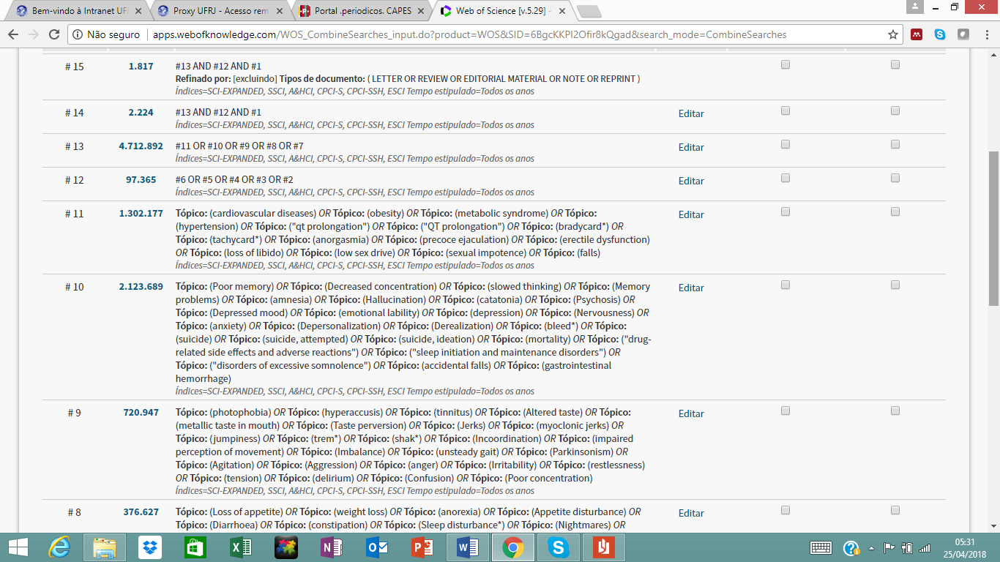 Bem-vindo à Intranet UFR
Proxy UFRJ - Acesso rem
Portal .periodicos. CAPES
Web of Science [v.5.29] -
Não seguro
apps.webofknowledge.com/WOS_CombineSearches_input.do?product=WOS&SID=6BgcKKPI2Ofir8kQgad&search_mode=CombineSearches
# 15 1.817 #13 AND #12 AND #1
Refinado por: [excluindo] Tipos de documento: ( LETTER OR REVIEW OR EDITORIAL MATERIAL OR NOTE OR REPRINT )
Índices=SCI-EXPANDED, SSCI, A&HCI, CPCI-S, CPCI-SSH, ESCI Tempo estipulado=Todos os anos
# 14 2.224 #13 AND #12 AND #1 Editar
Índices=SCI-EXPANDED, SSCI, A&HCI, CPCI-S, CPCI-SSH, ESCI Tempo estipulado=Todos os anos
# 13 4.712.892 #11 OR #10 OR #9 OR #8 OR #7 Editar
Índices=SCI-EXPANDED, SSCI, A&HCI, CPCI-S, CPCI-SSH, ESCI Tempo estipulado=Todos os anos
# 12 97.365 #6 OR #5 OR #4 OR #3 OR #2 Editar
Índices=SCI-EXPANDED, SSCI, A&HCI, CPCI-S, CPCI-SSH, ESCI Tempo estipulado=Todos os anos
# 11 1.302.177 Tópico: (cardiovascular diseases) OR Tópico: (obesity) OR Tópico: (metabolic syndrome) OR Tópico: Editar
(hypertension) OR Tópico: ("qt prolongation") OR Tópico: ("QT prolongation") OR Tópico: (bradycard*) OR
Tópico: (tachycard*) OR Tópico: (anorgasmia) OR Tópico: (precoce ejaculation) OR Tópico: (erectile dysfunction)
OR Tópico: (loss of libido) OR Tópico: (low sex drive) OR Tópico: (sexual impotence) OR Tópico: (falls)
Índices=SCI-EXPANDED, SSCI, A&HCI, CPCI-S, CPCI-SSH, ESCI Tempo estipulado=Todos os anos
# 10 2.123.689 Tópico: (Poor memory) OR Tópico: (Decreased concentration) OR Tópico: (slowed thinking) OR Tópico: (Memory Editar
problems) OR Tópico: (amnesia) OR Tópico: (Hallucination) OR Tópico: (catatonia) OR Tópico: (Psychosis) OR
Tópico: (Depressed mood) OR Tópico: (emotional lability) OR Tópico: (depression) OR Tópico: (Nervousness) OR
Tópico: (anxiety) OR Tópico: (Depersonalization) OR Tópico: (Derealization) OR Tópico: (bleed*) OR Tópico:
(suicide) OR Tópico: (suicide, attempted) OR Tópico: (suicide, ideation) OR Tópico: (mortality) OR Tópico: ("drug-
related side effects and adverse reactions") OR Tópico: ("sleep initiation and maintenance disorders") OR
Tópico: ("disorders of excessive somnolence") OR Tópico: (accidental falls) OR Tópico: (gastrointestinal
hemorrhage)
Índices=SCI-EXPANDED, SSCI, A&HCI, CPCI-S, CPCI-SSH, ESCI Tempo estipulado=Todos os anos
# 9 720.947 Tópico: (photophobia) OR Tópico: (hyperaccusis) OR Tópico: (tinnitus) OR Tópico: (Altered taste) OR Tópico: Editar
(metallic taste in mouth) OR Tópico: (Taste perversion) OR Tópico: (Jerks) OR Tópico: (myoclonic jerks) OR
Tópico: (jumpiness) OR Tópico: (trem*) OR Tópico: (shak*) OR Tópico: (Incoordination) OR Tópico: (impaired
perception of movement) OR Tópico: (Imbalance) OR Tópico: (unsteady gait) OR Tópico: (Parkinsonism) OR
Tópico: (Agitation) OR Tópico: (Aggression) OR Tópico: (anger) OR Tópico: (Irritability) OR Tópico: (restlessness)
OR Tópico: (tension) OR Tópico: (delirium) OR Tópico: (Confusion) OR Tópico: (Poor concentration)
Índices=SCI-EXPANDED, SSCI, A&HCI, CPCI-S, CPCI-SSH, ESCI Tempo estipulado=Todos os anos
# 8 376.627 Tópico: (Loss of appetite) OR Tópico: (weight loss) OR Tópico: (anorexia) OR Tópico: (Appetite disturbance) OR Editar
Tópico: (Diarrhoea) OR Tópico: (constipation) OR Tópico: (Sleep disturbance*) OR Tópico: (Nightmares) OR
05:31
25/04/2018